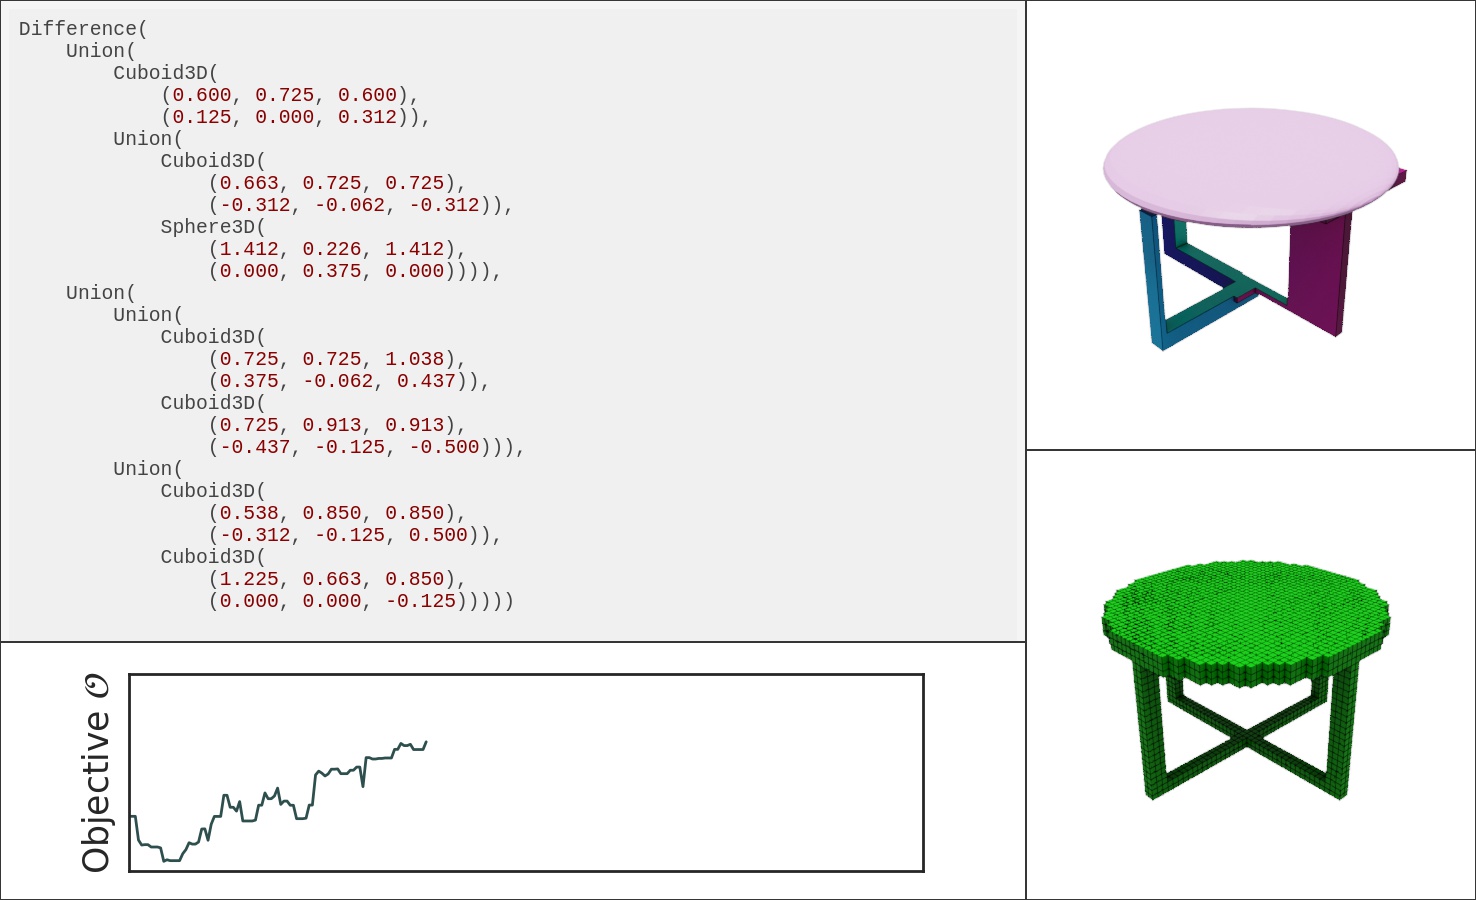 Difference(
    Union(
        Cuboid3D(
            (0.600, 0.725, 0.600),
            (0.125, 0.000, 0.312)),
        Union(
            Cuboid3D(
                (0.663, 0.725, 0.725),
                (-0.312, -0.062, -0.312)),
            Sphere3D(
                (1.412, 0.226, 1.412),
                (0.000, 0.375, 0.000)))),
    Union(
        Union(
            Cuboid3D(
                (0.725, 0.725, 1.038),
                (0.375, -0.062, 0.437)),
            Cuboid3D(
                (0.725, 0.913, 0.913),
                (-0.437, -0.125, -0.500))),
        Union(
            Cuboid3D(
                (0.538, 0.850, 0.850),
                (-0.312, -0.125, 0.500)),
            Cuboid3D(
                (1.225, 0.663, 0.850),
                (0.000, 0.000, -0.125)))))
Objective 𝒪